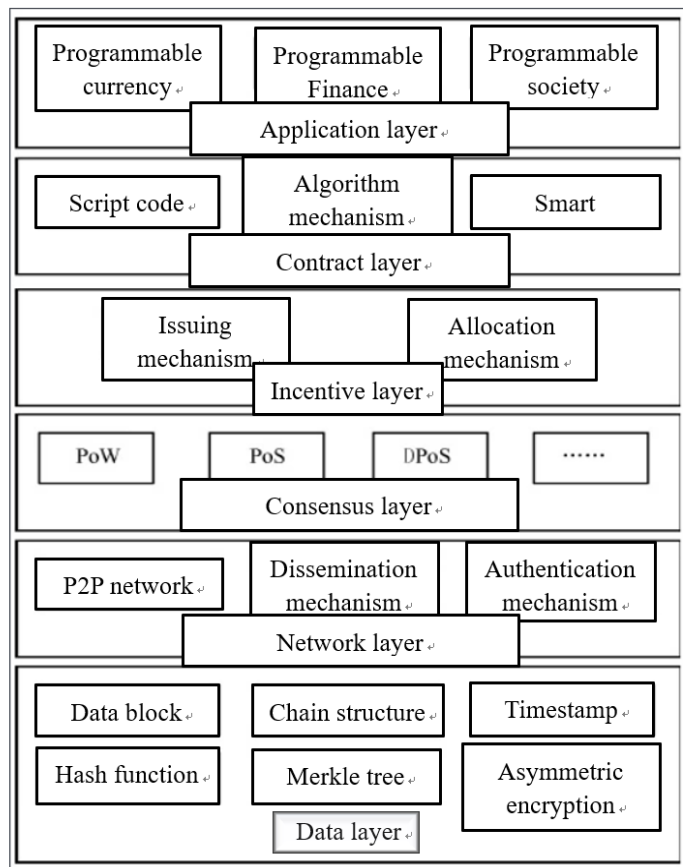 Programmable
currency
Programmable
Finance
Programmable
society
Application layer
Script code
Algorithm
mechanism
Smart
Contract layer
Issuing
mechanism
Allocation
mechanism
Incentive layer
PoW
PoS
DPoS
······
Consensus layer
P2P network
Dissemination
mechanism
Authentication
mechanism
Network layer
Data block
Chain structure
Timestamp
Hash function
Merkle tree
Asymmetric
encryption
Data layer